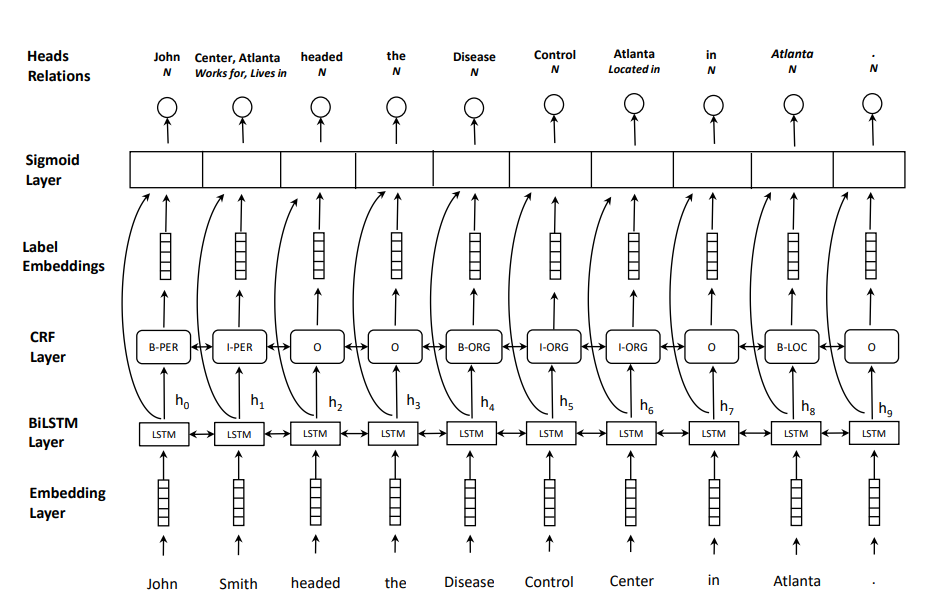 Heads John Center, Atlanta headed the Disease Control Atlanta in Atlanta .
Relations N Works for, Lives in N N N N Located in N N N
Sigmoid
Layer
Label
Embeddings
CRF B-PER I-PER O O B-ORG I-ORG I-ORG O B-LOC O
Layer
h0 h1 h2 h3 h4 h5 h6 h7 h8 h9
BiLSTM LSTM LSTM LSTM LSTM LSTM LSTM LSTM LSTM LSTM LSTM
Layer
Embedding
Layer
John Smith headed the Disease Control Center in Atlanta .